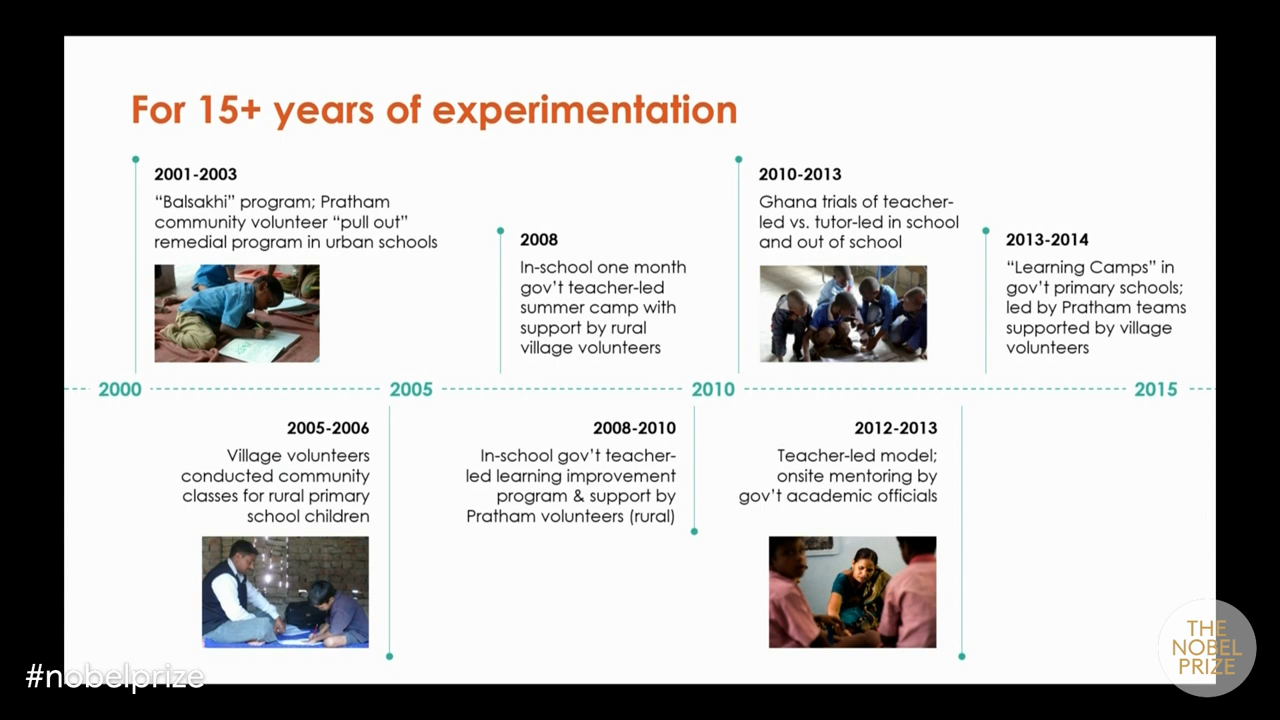 For 15+ years of experimentation
2001-2003
“Balsakhi” program; Pratham
community volunteer “pull out”
remedial program in urban schools
2008
In-school one month
gov’t teacher-led
summer camp with
support by rural
village volunteers
2010-2013
Ghana trials of teacher-
led vs. tutor-led in school
and out of school
2013-2014
“Learning Camps” in
gov’t primary schools;
led by Pratham teams
supported by village
volunteers
2000
2005
2010
2015
2005-2006
Village volunteers
conducted community
classes for rural primary
school children
2008-2010
In-school gov’t teacher-
led learning improvement
program & support by
Pratham volunteers (rural)
2012-2013
Teacher-led model;
onsite mentoring by
gov’t academic officials
#nobelprize
THE
NOBEL
PRIZE